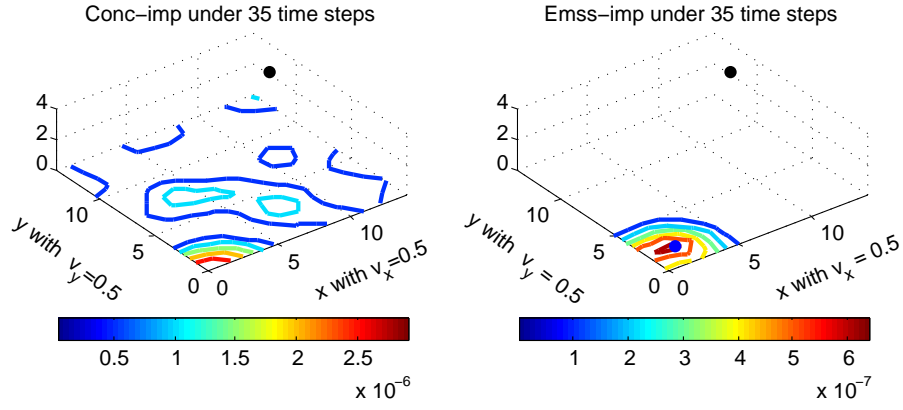 Conc−imp under 35 time steps
4
2
0
10
5
0
0
5
10
y with v_y=0.5
x with v_x=0.5
0.5 1 1.5 2 2.5
x 10^−6
Emss−imp under 35 time steps
4
2
0
10
5
0
0
5
10
y with v_y = 0.5
x with v_x = 0.5
1 2 3 4 5 6
x 10^−7